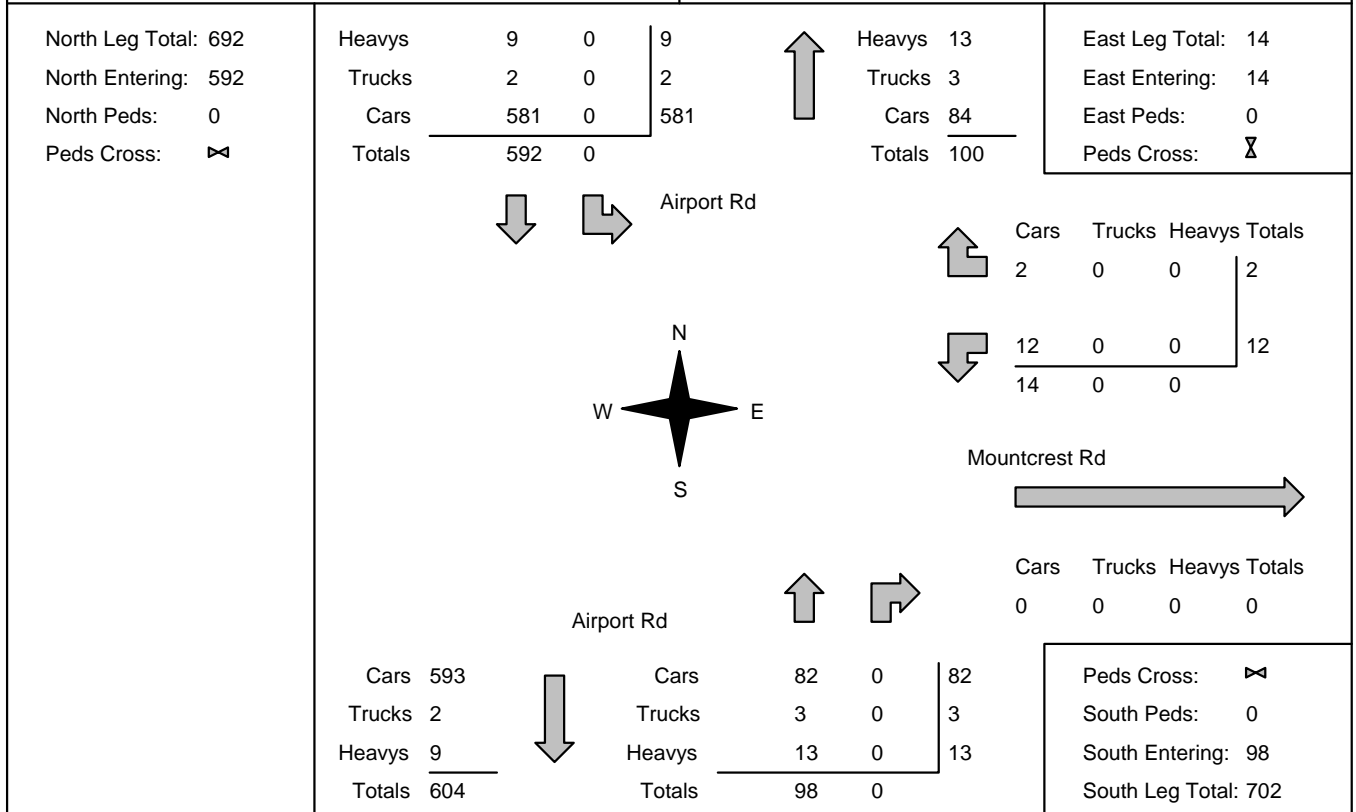 North Leg Total: 692
North Entering: 592
North Peds: 0
Peds Cross:
Heavys 9 0 9
Trucks 2 0 2
Cars 581 0 581
Totals 592 0
Heavys 13
Trucks 3
Cars 84
Totals 100
East Leg Total: 14
East Entering: 14
East Peds: 0
Peds Cross:
Airport Rd
Cars Trucks Heavys Totals
2 0 0 2
12 0 0 12
14 0 0
N
W E
S
Mountcrest Rd
Cars Trucks Heavys Totals
0 0 0 0
Airport Rd
Cars 593
Trucks 2
Heavys 9
Totals 604
Cars 82 0 82
Trucks 3 0 3
Heavys 13 0 13
Totals 98 0
Peds Cross:
South Peds: 0
South Entering: 98
South Leg Total: 702